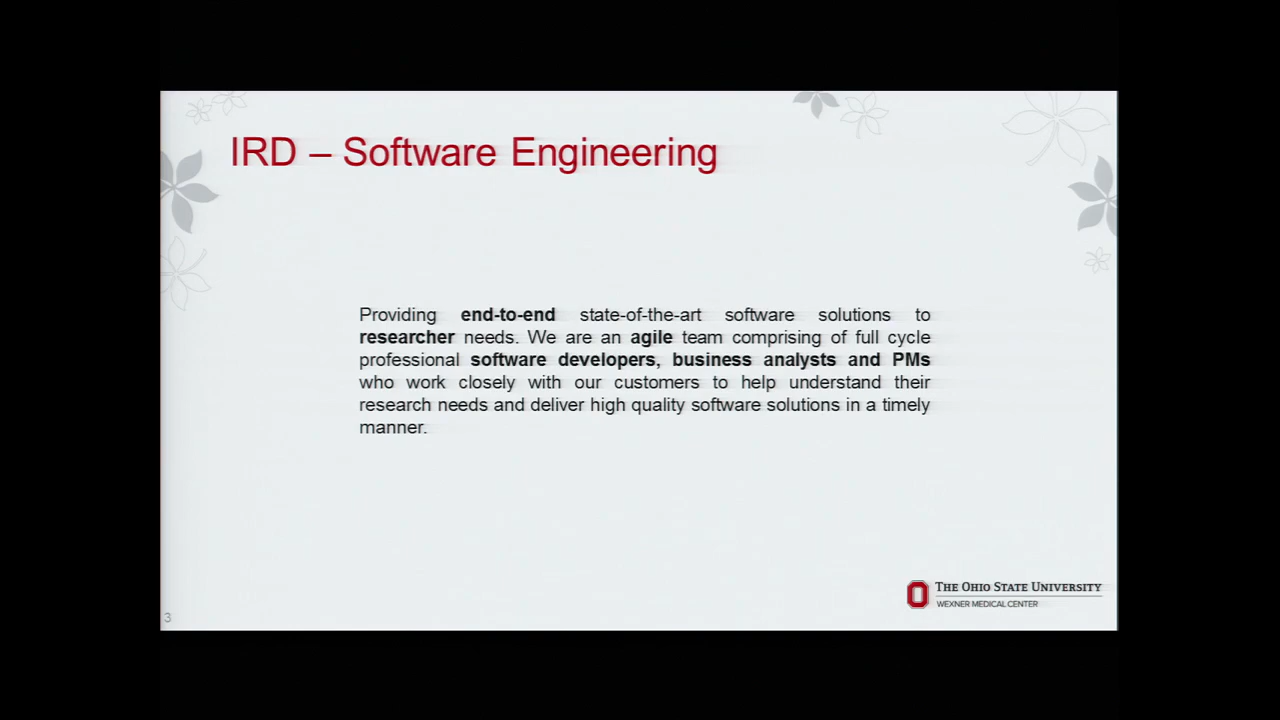 IRD – Software Engineering
Providing end-to-end state-of-the-art software solutions to
researcher needs. We are an agile team comprising of full cycle
professional software developers, business analysts and PMs
who work closely with our customers to help understand their
research needs and deliver high quality software solutions in a timely
manner.
THE OHIO STATE UNIVERSITY
WEXNER MEDICAL CENTER
3